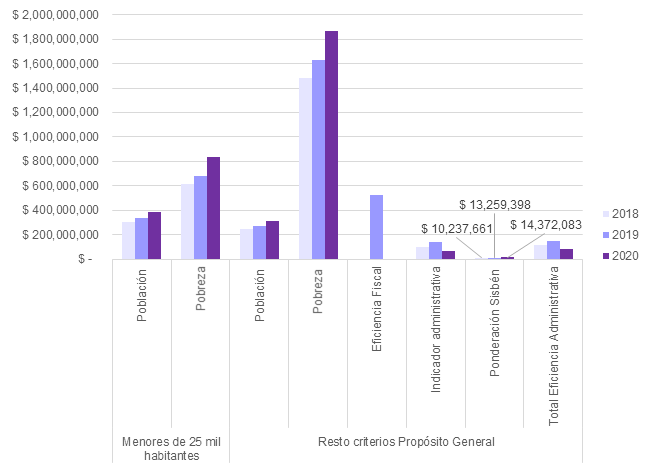 $ 2,000,000,000
$ 1,800,000,000
$ 1,600,000,000
$ 1,400,000,000
$ 1,200,000,000
$ 1,000,000,000
$ 800,000,000
$ 600,000,000
$ 400,000,000
$ 200,000,000
$ -
$ 13,259,398
$ 10,237,661
$ 14,372,083
2018
2019
2020
Población
Pobreza
Población
Pobreza
Eficiencia Fiscal
Indicador administrativa
Ponderación Sisbén
Total Eficiencia Administrativa
Menores de 25 mil
habitantes
Resto criterios Propósito General